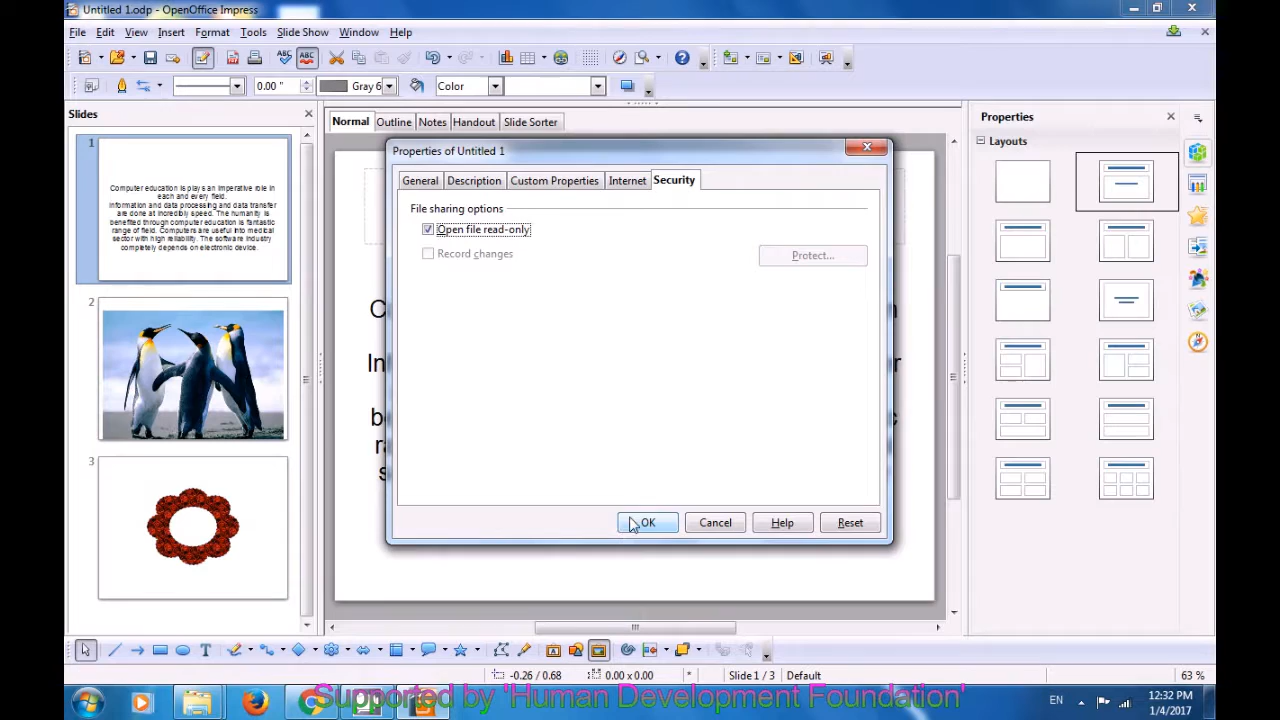 Untitled 1.odp - OpenOffice Impress
File Edit View Insert Format Tools Slide Show Window Help
0.00 " Gray 6 Color
Slides
Normal Outline Notes Handout Slide Sorter
Properties
Layouts
1
Computer education is plays an imperative role in
each and every field.
Information and data processing and data transfer
are done at incredibly speed. The humanity is
benefited through computer education is fantastic
range of field. Computers are useful into medical
sector with high reliability. The software industry
completely depends on electronic device.
2
3
Properties of Untitled 1
General Description Custom Properties Internet Security
File sharing options
Open file read-only
Record changes
Protect...
OK Cancel Help Reset
-0.26 / 0.68 0.00 x 0.00 * Slide 1 / 3 Default 63 %
Supported by 'Human Development Foundation'
EN
12:32 PM
1/4/2017